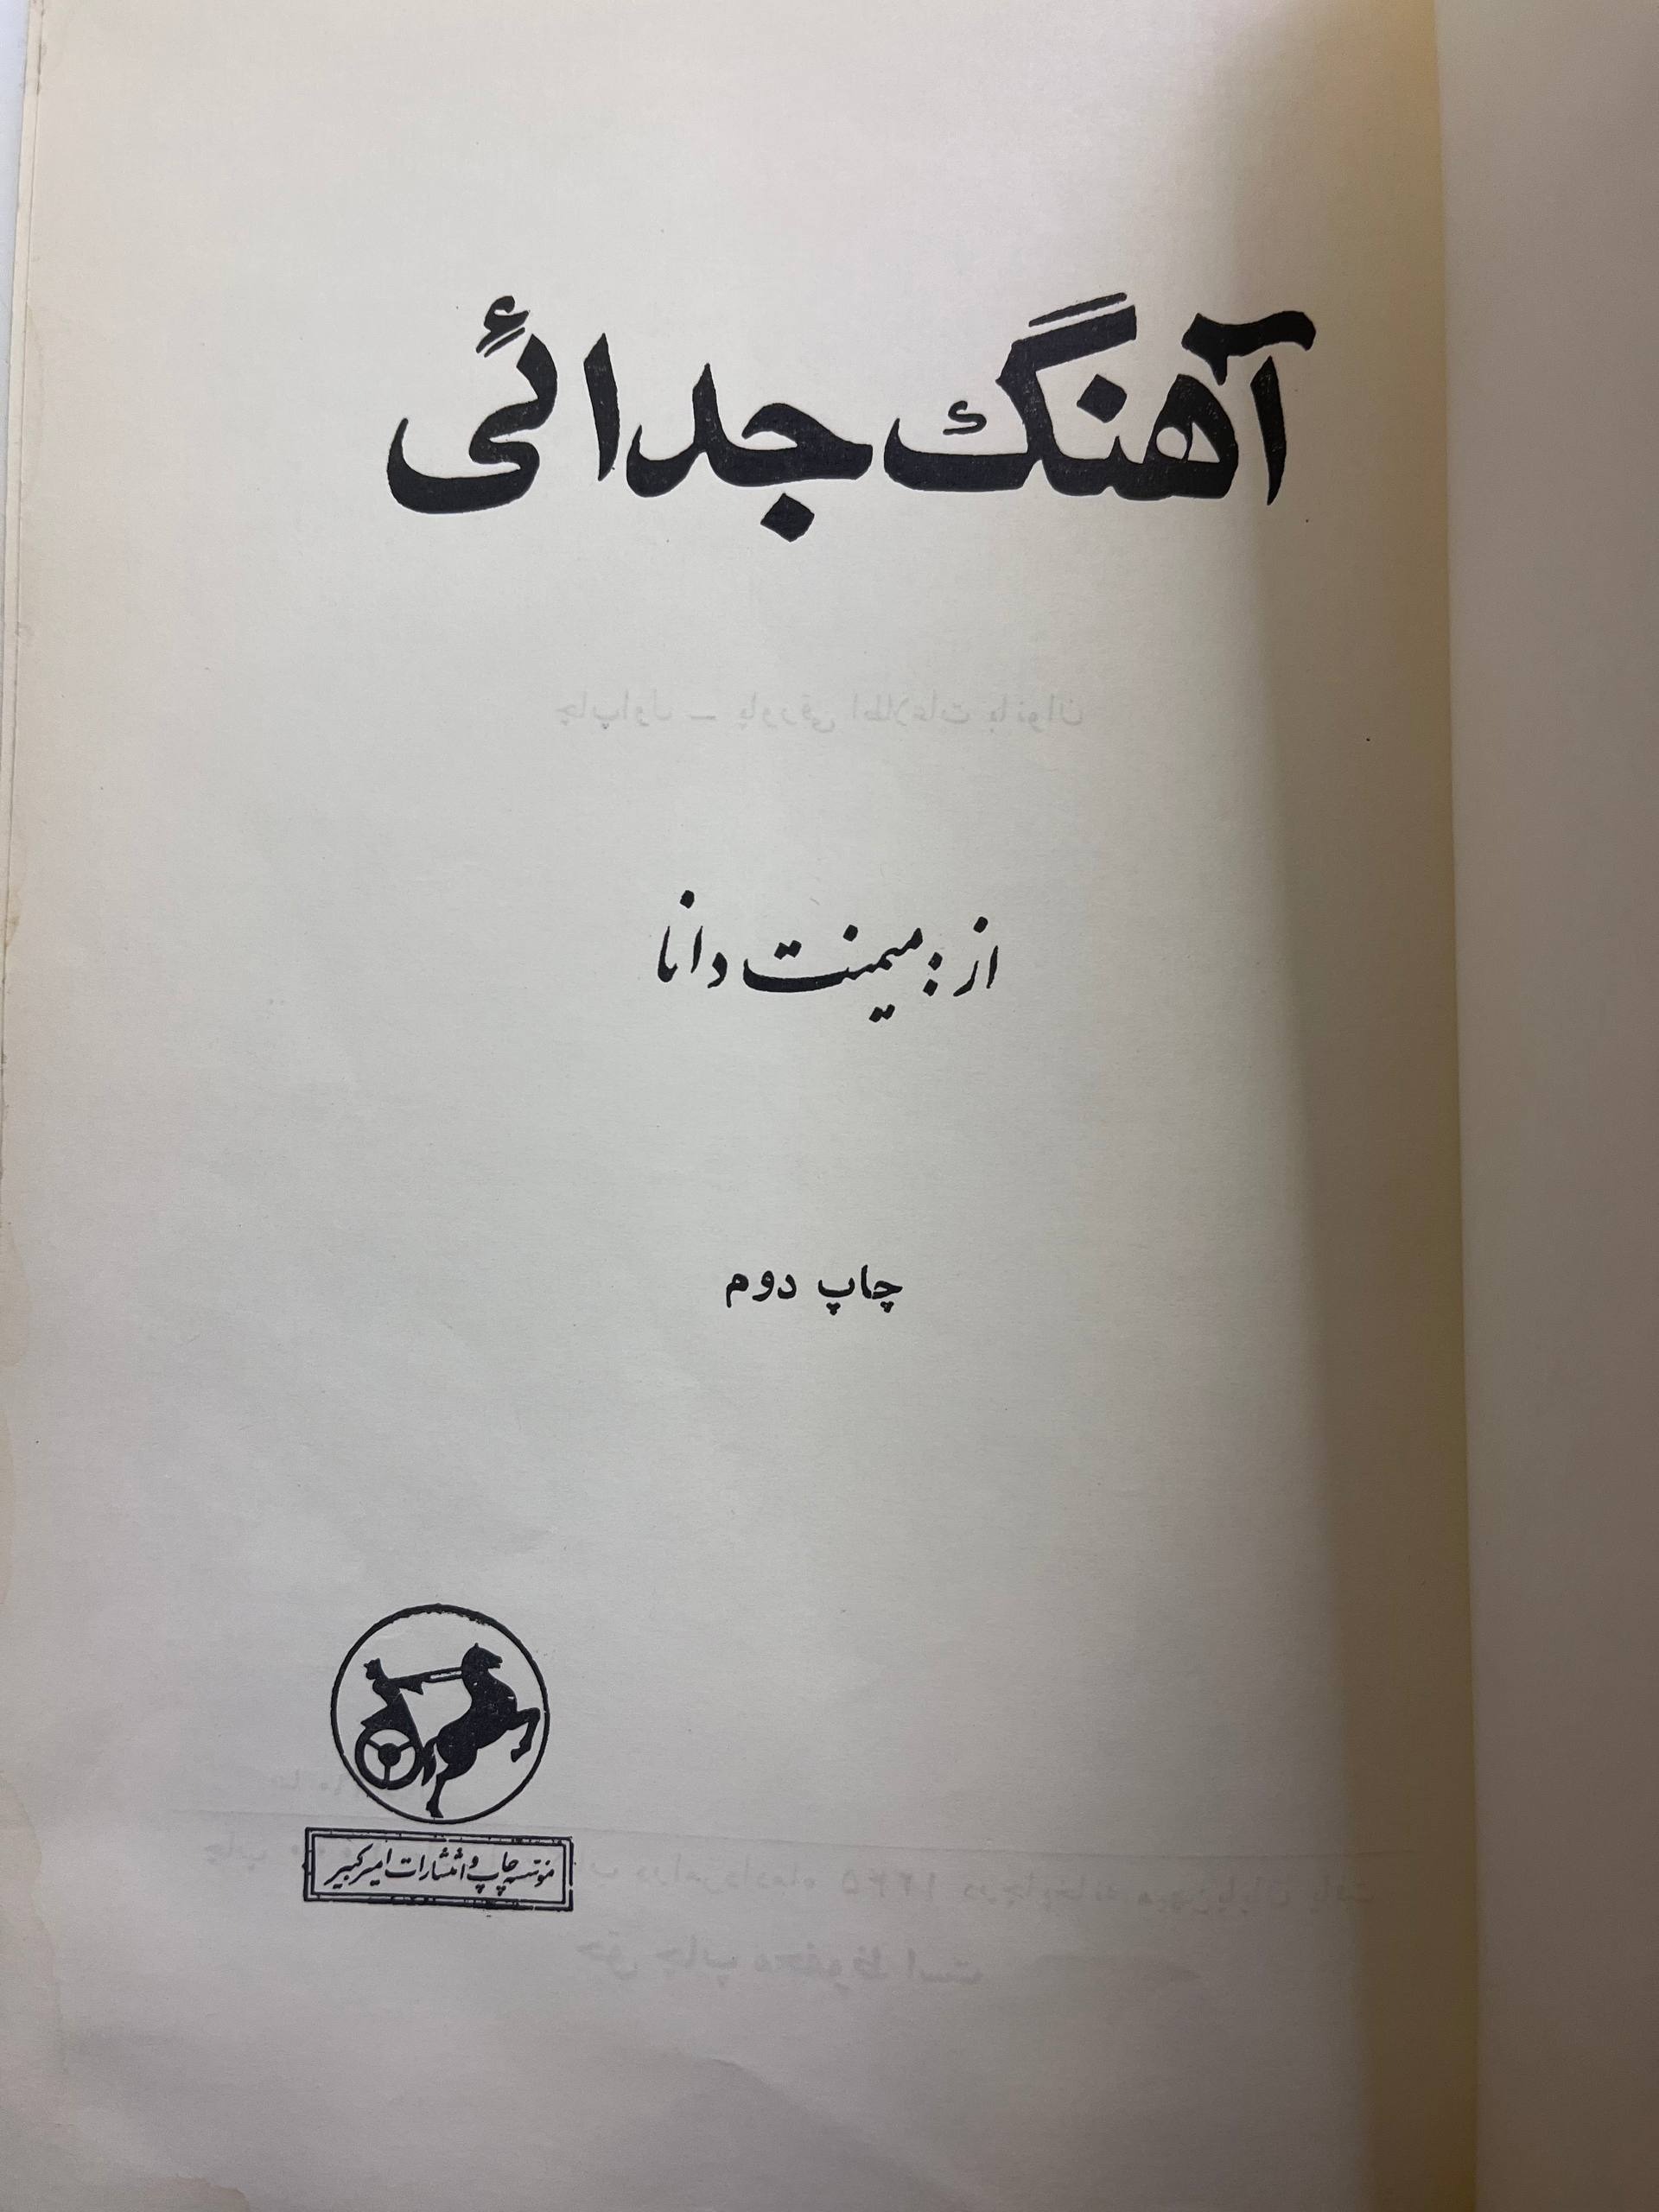 آهنگ جدائی
از: میمنت دانا
چاپ دوم
مؤسسه چاپ و انتشارات امیرکبیر